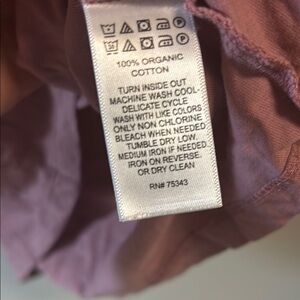 100% ORGANIC
COTTON
TURN INSIDE OUT
MACHINE WASH COOL-
DELICATE CYCLE
WASH WITH LIKE COLORS
ONLY NON CHLORINE
BLEACH WHEN NEEDED
TUMBLE DRY LOW.
MEDIUM IRON IF NEEDED
IRON ON REVERSE.
OR DRY CLEAN
RN# 75343